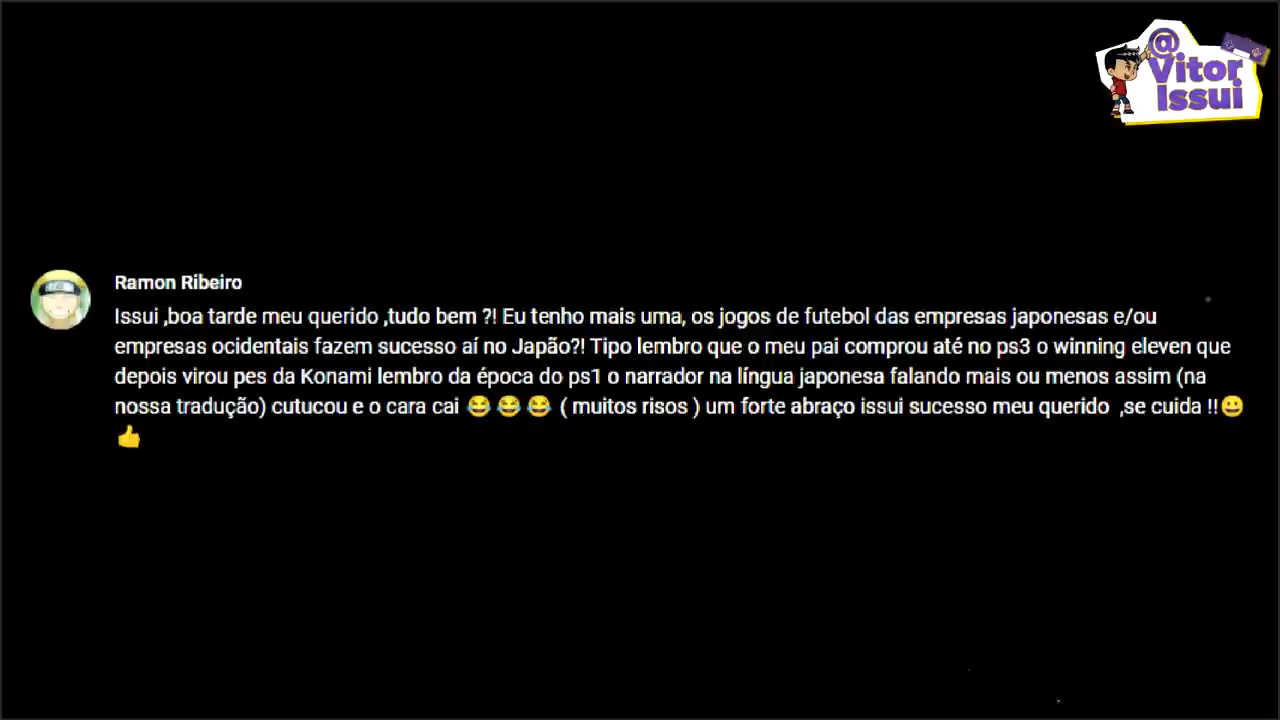 @
Vitor
Issui
Ramon Ribeiro
Issui ,boa tarde meu querido ,tudo bem ?! Eu tenho mais uma, os jogos de futebol das empresas japonesas e/ou
empresas ocidentais fazem sucesso aí no Japão?! Tipo lembro que o meu pai comprou até no ps3 o winning eleven que
depois virou pes da Konami lembro da época do ps1 o narrador na língua japonesa falando mais ou menos assim (na
nossa tradução) cutucou e o cara cai 😂 😂 😂 ( muitos risos ) um forte abraço issui sucesso meu querido ,se cuida !!😀
👍